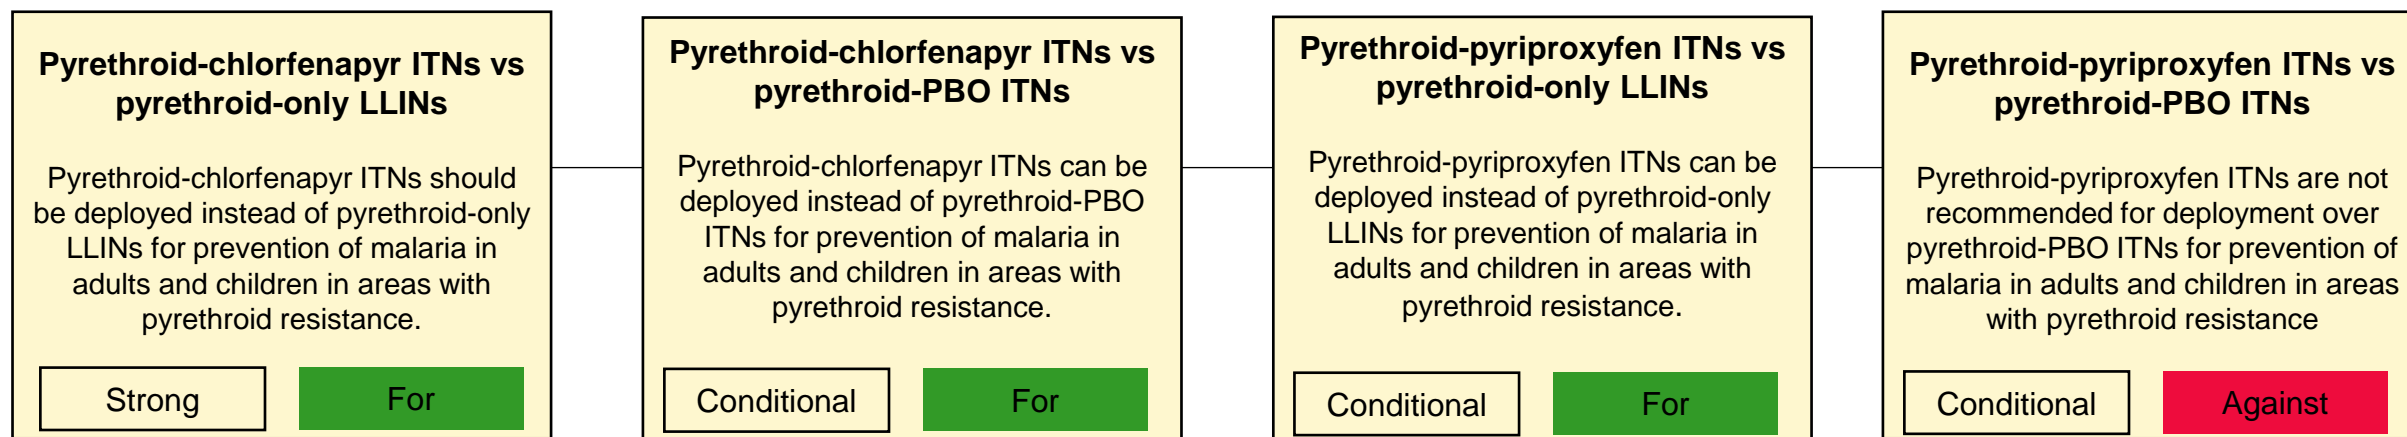 Pyrethroid-chlorfenapyr ITNs vs
pyrethroid-only LLINs
Pyrethroid-chlorfenapyr ITNs should
be deployed instead of pyrethroid-only
LLINs for prevention of malaria in
adults and children in areas with
pyrethroid resistance.
Strong
For
Pyrethroid-chlorfenapyr ITNs vs
pyrethroid-PBO ITNs
Pyrethroid-chlorfenapyr ITNs can be
deployed instead of pyrethroid-PBO
ITNs for prevention of malaria in
adults and children in areas with
pyrethroid resistance.
Conditional
For
Pyrethroid-pyriproxyfen ITNs vs
pyrethroid-only LLINs
Pyrethroid-pyriproxyfen ITNs can be
deployed instead of pyrethroid-only
LLINs for prevention of malaria in
adults and children in areas with
pyrethroid resistance.
Conditional
For
Pyrethroid-pyriproxyfen ITNs vs
pyrethroid-PBO ITNs
Pyrethroid-pyriproxyfen ITNs are not
recommended for deployment over
pyrethroid-PBO ITNs for prevention of
malaria in adults and children in areas
with pyrethroid resistance
Conditional
Against